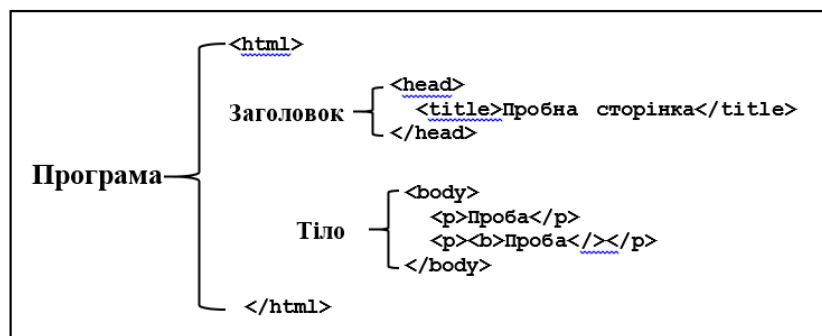 <html>
<head>
Заголовок
<title>Пробна сторінка</title>
</head>
Програма
<body>
<p>Проба</p>
Тіло
<p><b>Проба</></p>
</body>
</html>